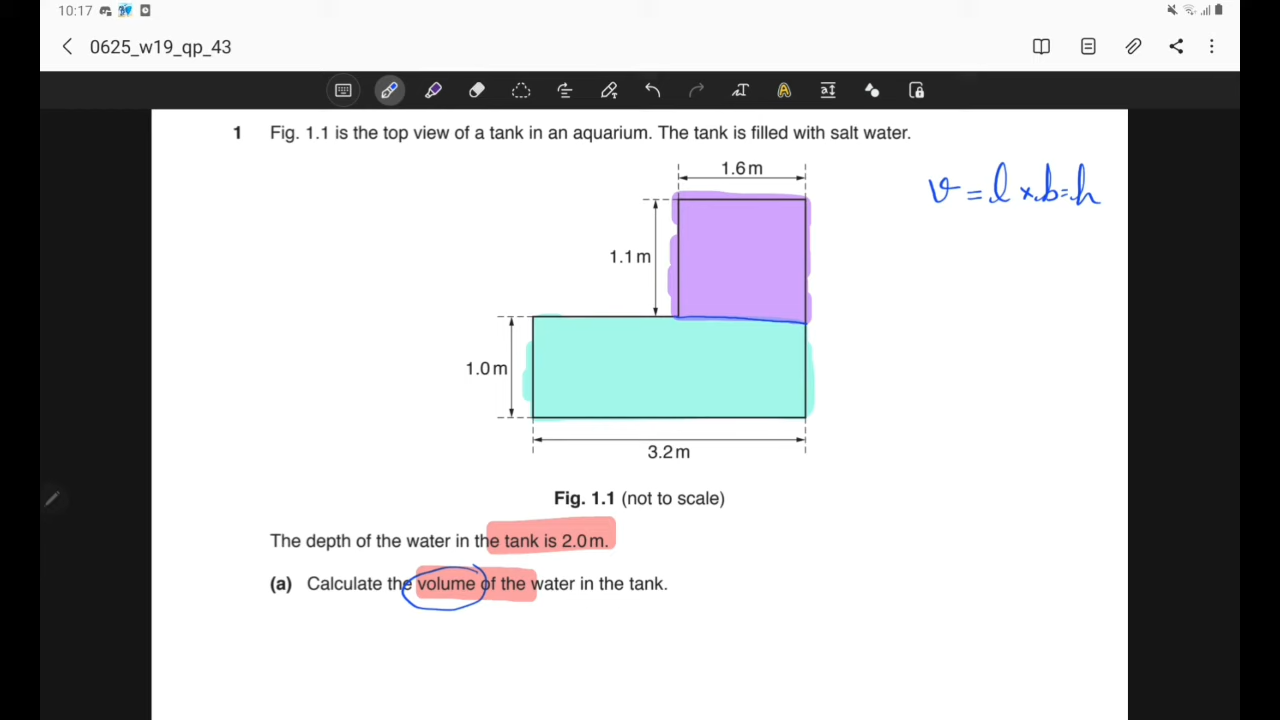 10:17
0625_w19_qp_43
1 Fig. 1.1 is the top view of a tank in an aquarium. The tank is filled with salt water.
1.6 m
v = l × b = h
1.1 m
1.0 m
3.2 m
Fig. 1.1 (not to scale)
The depth of the water in the tank is 2.0 m.
(a) Calculate the volume of the water in the tank.